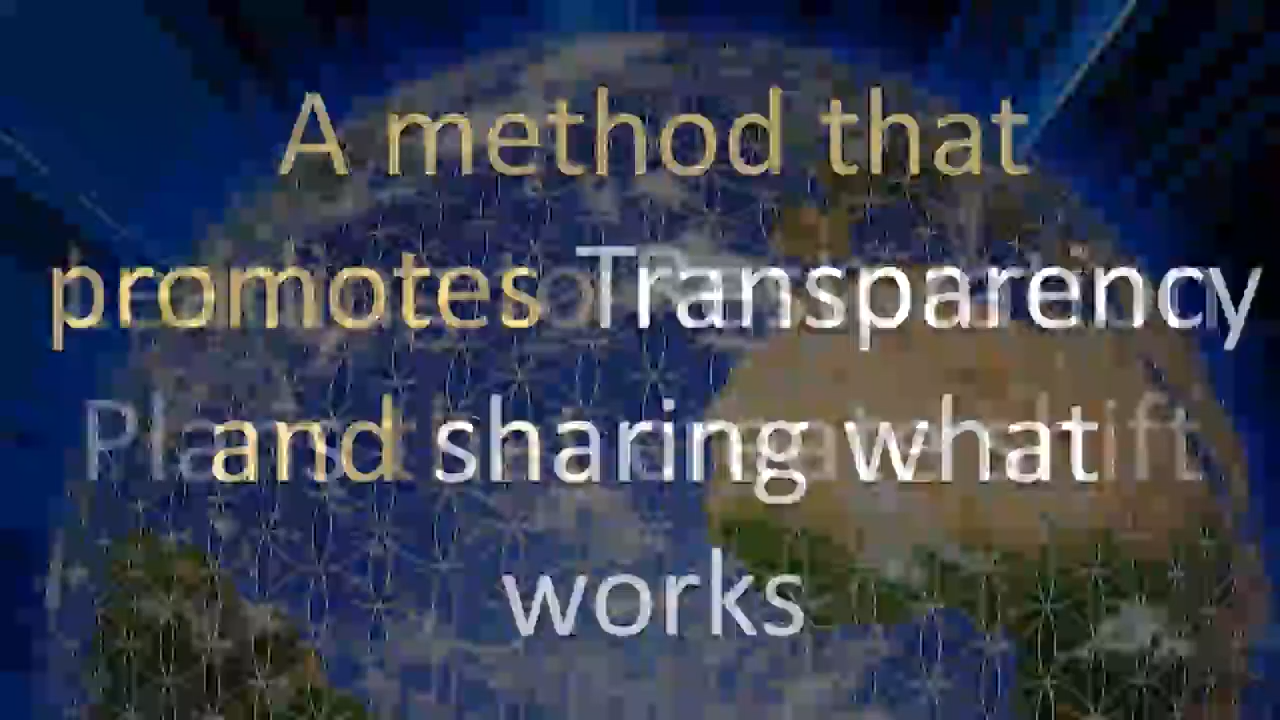 A method that
promotes Transparency
and sharing what
works